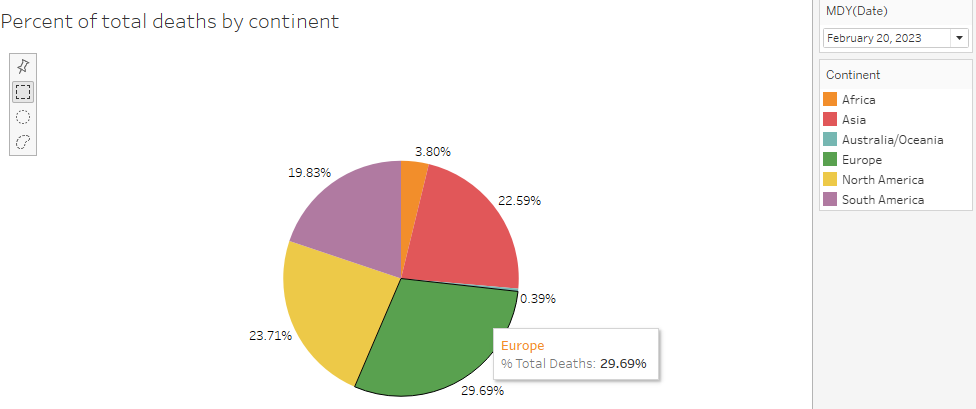 Percent of total deaths by continent
MDY(Date)
February 20, 2023
Continent
Africa
Asia
Australia/Oceania
Europe
North America
South America
3.80%
19.83%
22.59%
0.39%
23.71%
Europe
% Total Deaths: 29.69%
29.69%